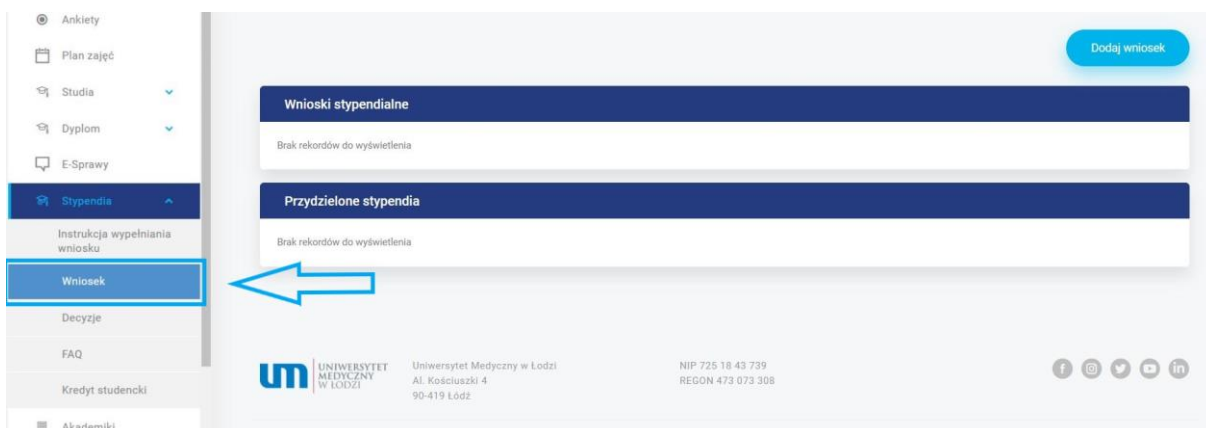 Ankiety
Plan zajęć
Studia
Dyplom
E-Sprawy
Stypendia
Instrukcja wypełniania
wniosku
Wniosek
Decyzje
FAQ
Kredyt studencki
Akademiki
Dodaj wniosek
Wnioski stypendialne
Brak rekordów do wyświetlenia
Przydzielone stypendia
Brak rekordów do wyświetlenia
um
UNIWERSYTET
MEDYCZNY
W ŁODZI
Uniwersytet Medyczny w Łodzi
Al. Kościuszki 4
90-419 Łódź
NIP 725 18 43 739
REGON 473 073 308